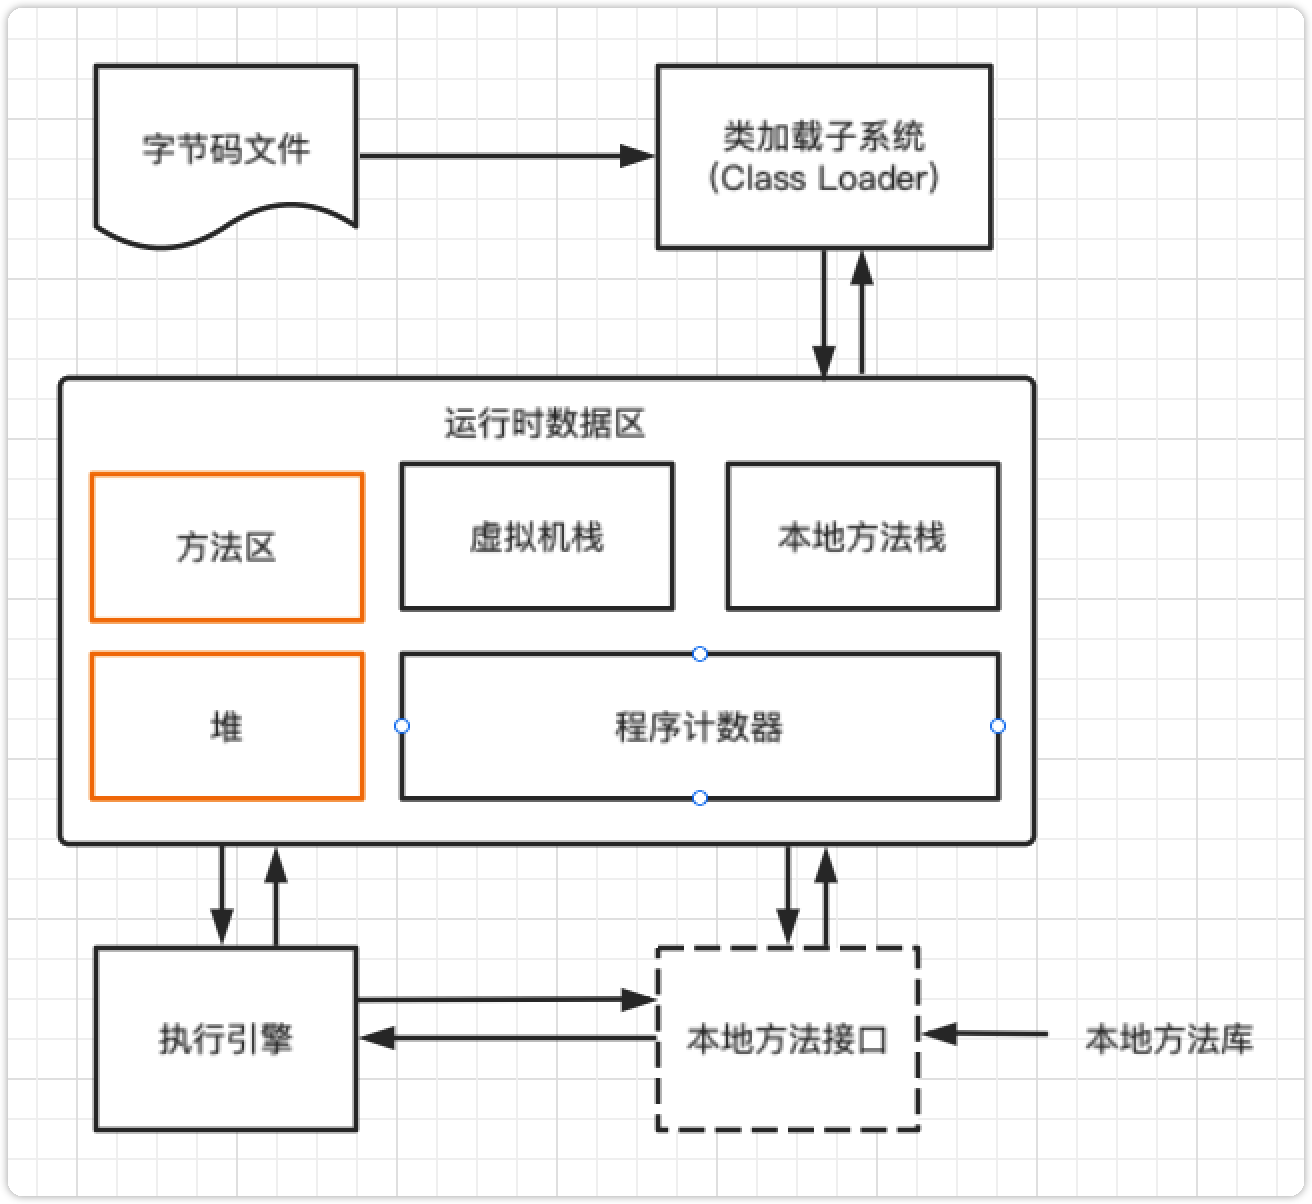 字节码文件
类加载子系统
(Class Loader)
运行时数据区
方法区
虚拟机栈
本地方法栈
堆
程序计数器
执行引擎
本地方法接口
本地方法库